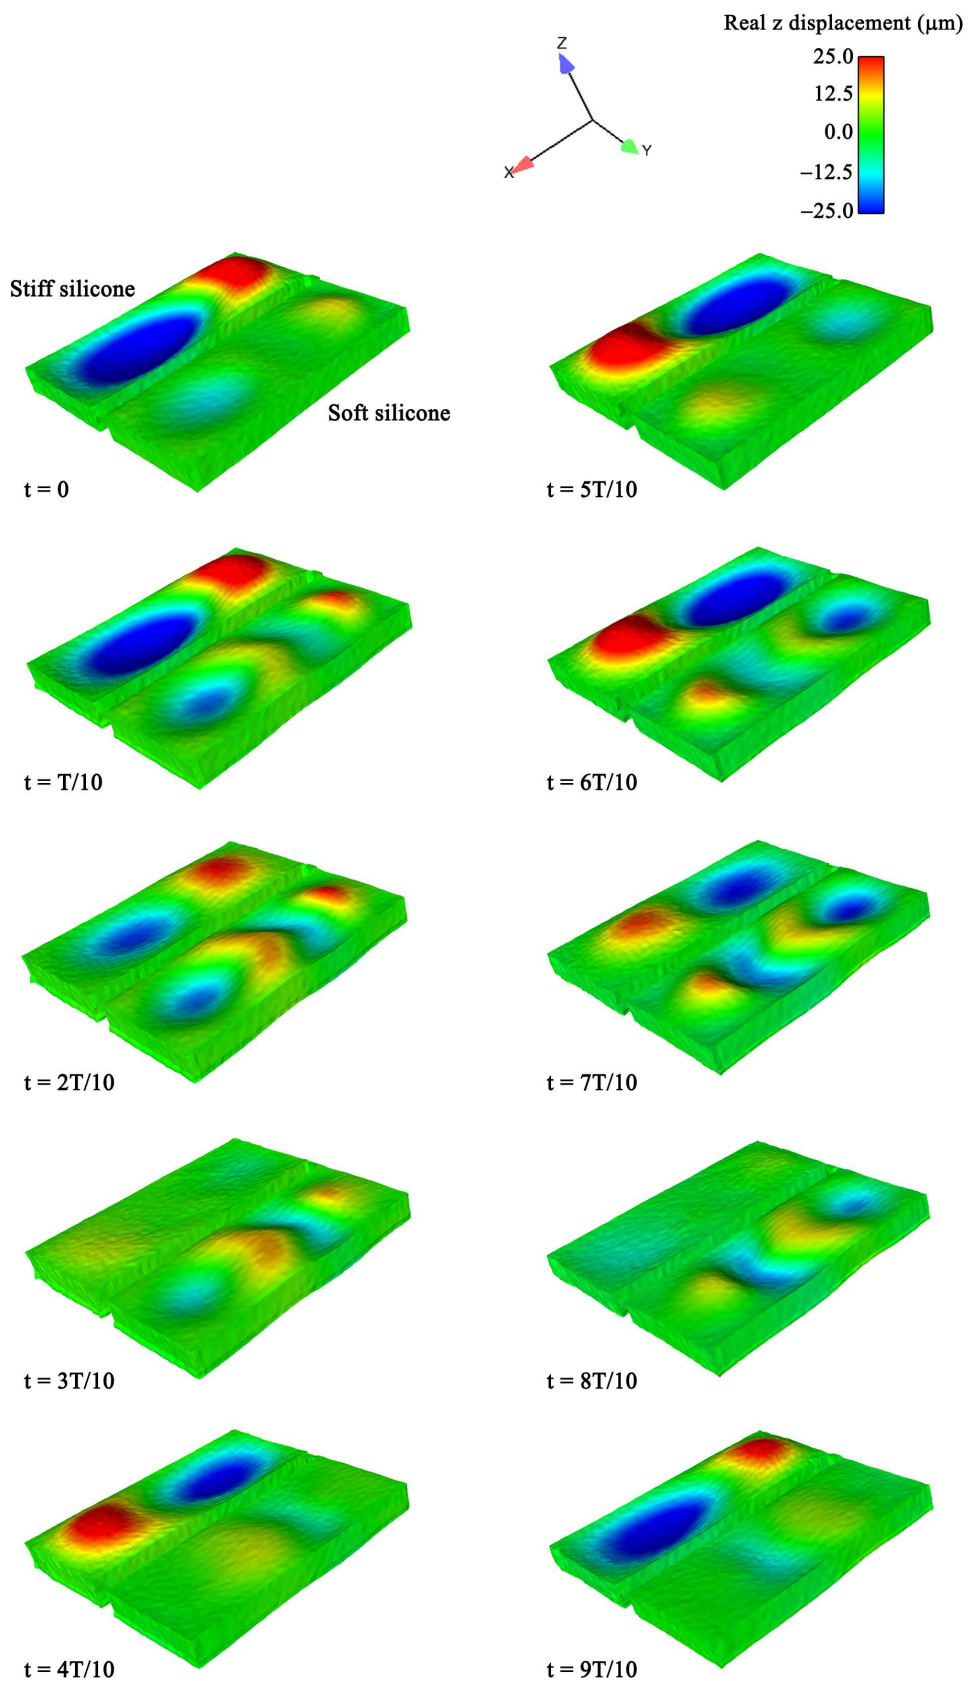 Real z displacement (µm)
25.0
12.5
0.0
−12.5
−25.0
Z
X
Y
Stiff silicone
Soft silicone
t = 0
t = 5T/10
t = T/10
t = 6T/10
t = 2T/10
t = 7T/10
t = 3T/10
t = 8T/10
t = 4T/10
t = 9T/10